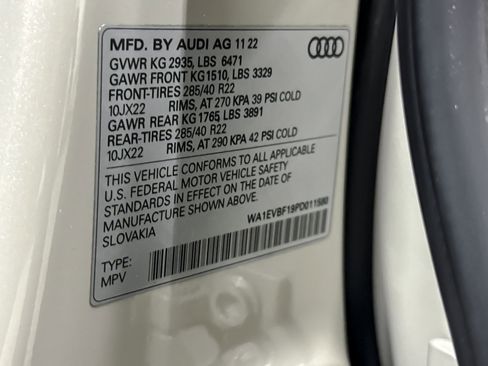 MFD. BY AUDI AG 11 22
GVWR KG 2935, LBS 6471
GAWR FRONT KG1510, LBS 3329
FRONT-TIRES 285/40 R22
10JX22 RIMS, AT 270 KPA 39 PSI COLD
GAWR REAR KG 1765, LBS 3891
REAR-TIRES 285/40 R22
10JX22 RIMS, AT 290 KPA 42 PSI COLD
THIS VEHICLE CONFORMS TO ALL APPLICABLE
U.S. FEDERAL MOTOR VEHICLE SAFETY
STANDARDS IN EFFECT ON THE DATE OF
MANUFACTURE SHOWN ABOVE.
SLOVAKIA
WA1EVBF19PD011580
TYPE:
MPV